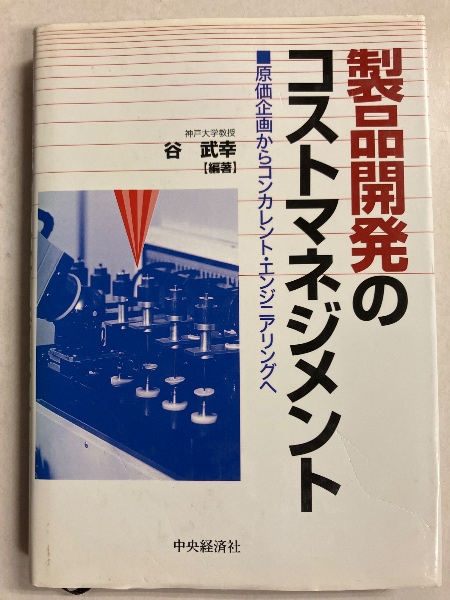 製品開発の
コストマネジメント
■原価企画からコンカレント・エンジニアリングへ
神戸大学教授
谷 武幸
【編著】
中央経済社